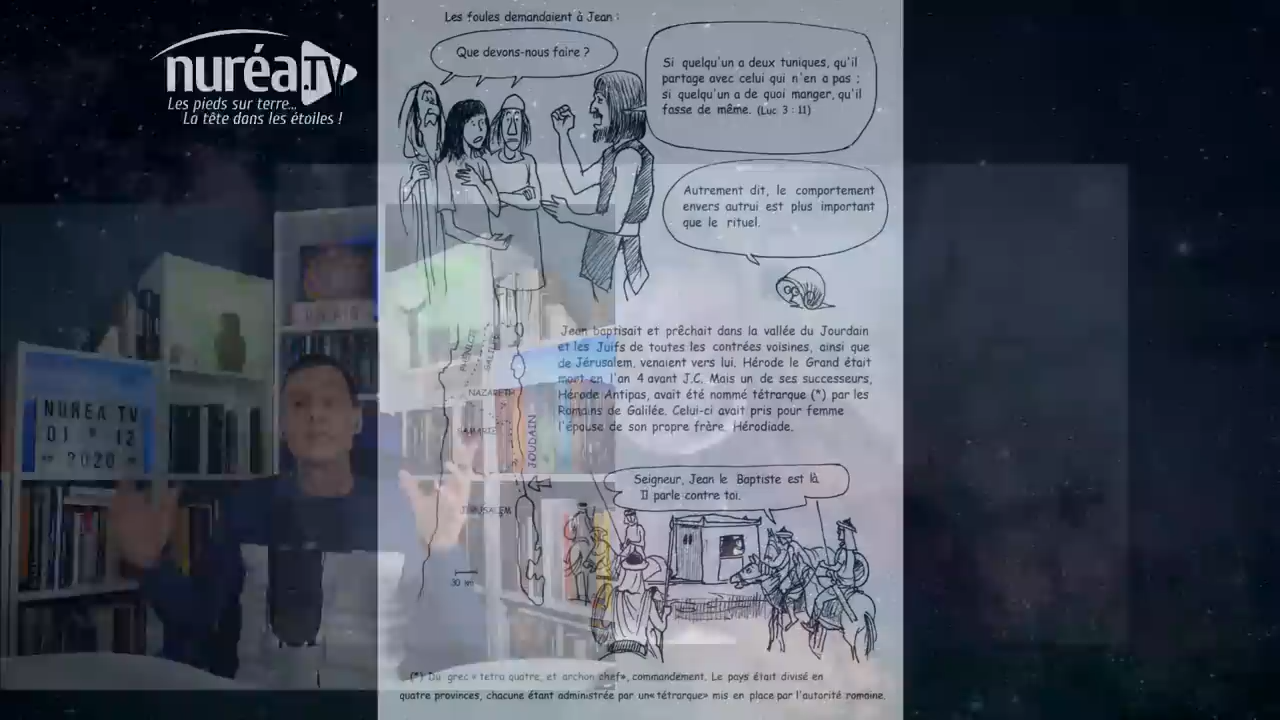 nuréa TV
Les pieds sur terre...
La tête dans les étoiles !
Les foules demandaient à Jean :
Que devons-nous faire ?
Si quelqu'un a deux tuniques, qu'il
partage avec celui qui n'en a pas ;
si quelqu'un a de quoi manger, qu'il
fasse de même. (Luc 3 : 11)
Autrement dit, le comportement
envers autrui est plus important
que le rituel.
Jean baptisait et prêchait dans la vallée du Jourdain
et les Juifs de toutes les contrées voisines, ainsi que
de Jérusalem, venaient vers lui. Hérode le Grand était
mort en l'an 4 avant J.C. Mais un de ses successeurs,
Hérode Antipas, avait été nommé tétrarque (*) par les
Romains de Galilée. Celui-ci avait pris pour femme
l'épouse de son propre frère Hérodiade.
NAZARETH
SAMARIE
JOUDAIN
JERUSALEM
30 km
Seigneur, Jean le Baptiste est là
Il parle contre toi.
(*) Du grec « tetra quatre, et archon chef», commandement. Le pays était divisé en
quatre provinces, chacune étant administrée par un« tétrarque» mis en place par l'autorité romaine.
NUREA TV
01 12
2020